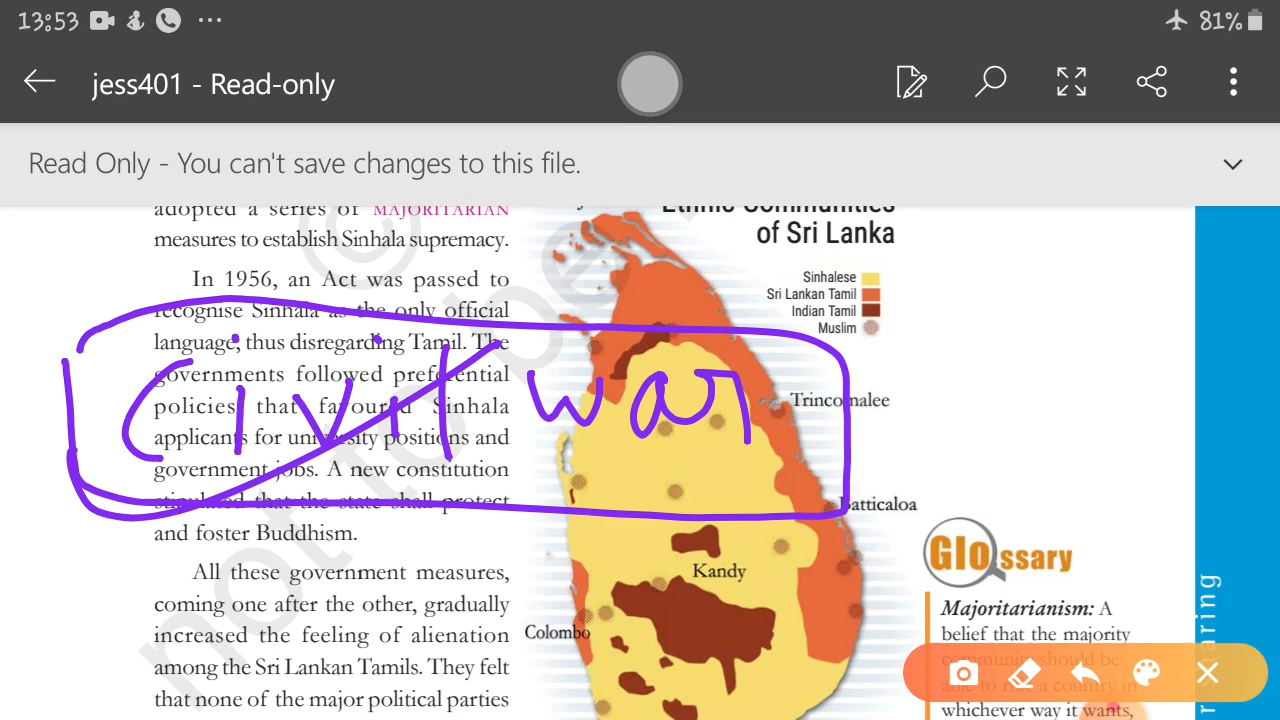 13:53
81%
jess401 - Read-only
Read Only - You can't save changes to this file.
adopted a series of MAJORITARIAN
measures to establish Sinhala supremacy.
In 1956, an Act was passed to
recognise Sinhala as the only official
language, thus disregarding Tamil. The
governments followed preferential
policies that favoured Sinhala
applicants for university positions and
government jobs. A new constitution
stipulated that the state shall protect
and foster Buddhism.
All these government measures,
coming one after the other, gradually
increased the feeling of alienation
among the Sri Lankan Tamils. They felt
that none of the major political parties
Civil war
Ethnic Communities
of Sri Lanka
Sinhalese
Sri Lankan Tamil
Indian Tamil
Muslim
Trincomalee
Batticaloa
Kandy
Colombo
Glossary
Majoritarianism: A
belief that the majority
community should be
able to rule a country in
whichever way it wants,
© not to be